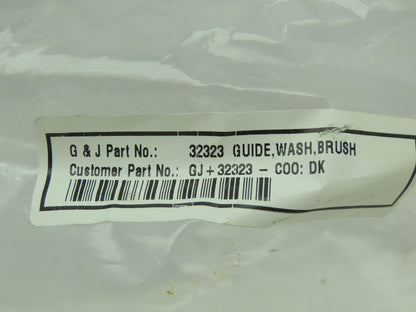 G & J Part No.: 32323 GUIDE,WASH,BRUSH
Customer Part No.: GJ+32323 - COO: DK